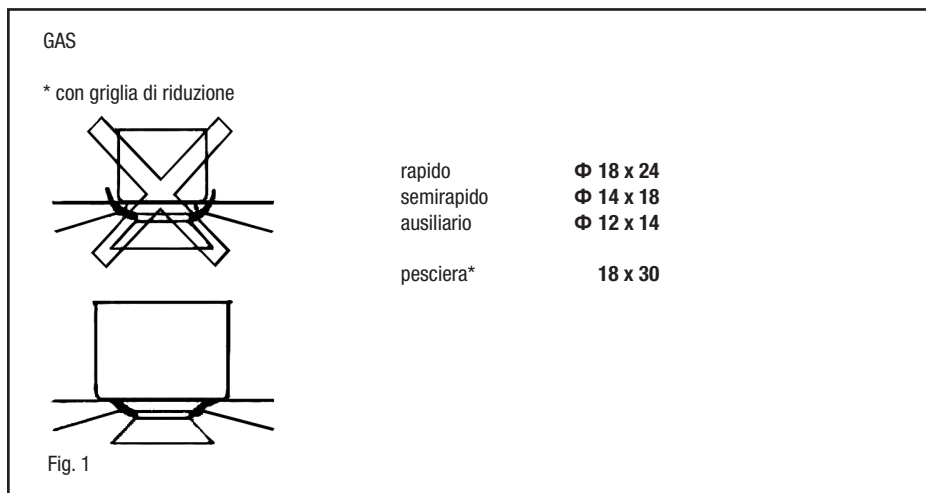 GAS
* con griglia di riduzione
rapido Φ 18 x 24
semirapido Φ 14 x 18
ausiliario Φ 12 x 14
pesciera* 18 x 30
Fig. 1